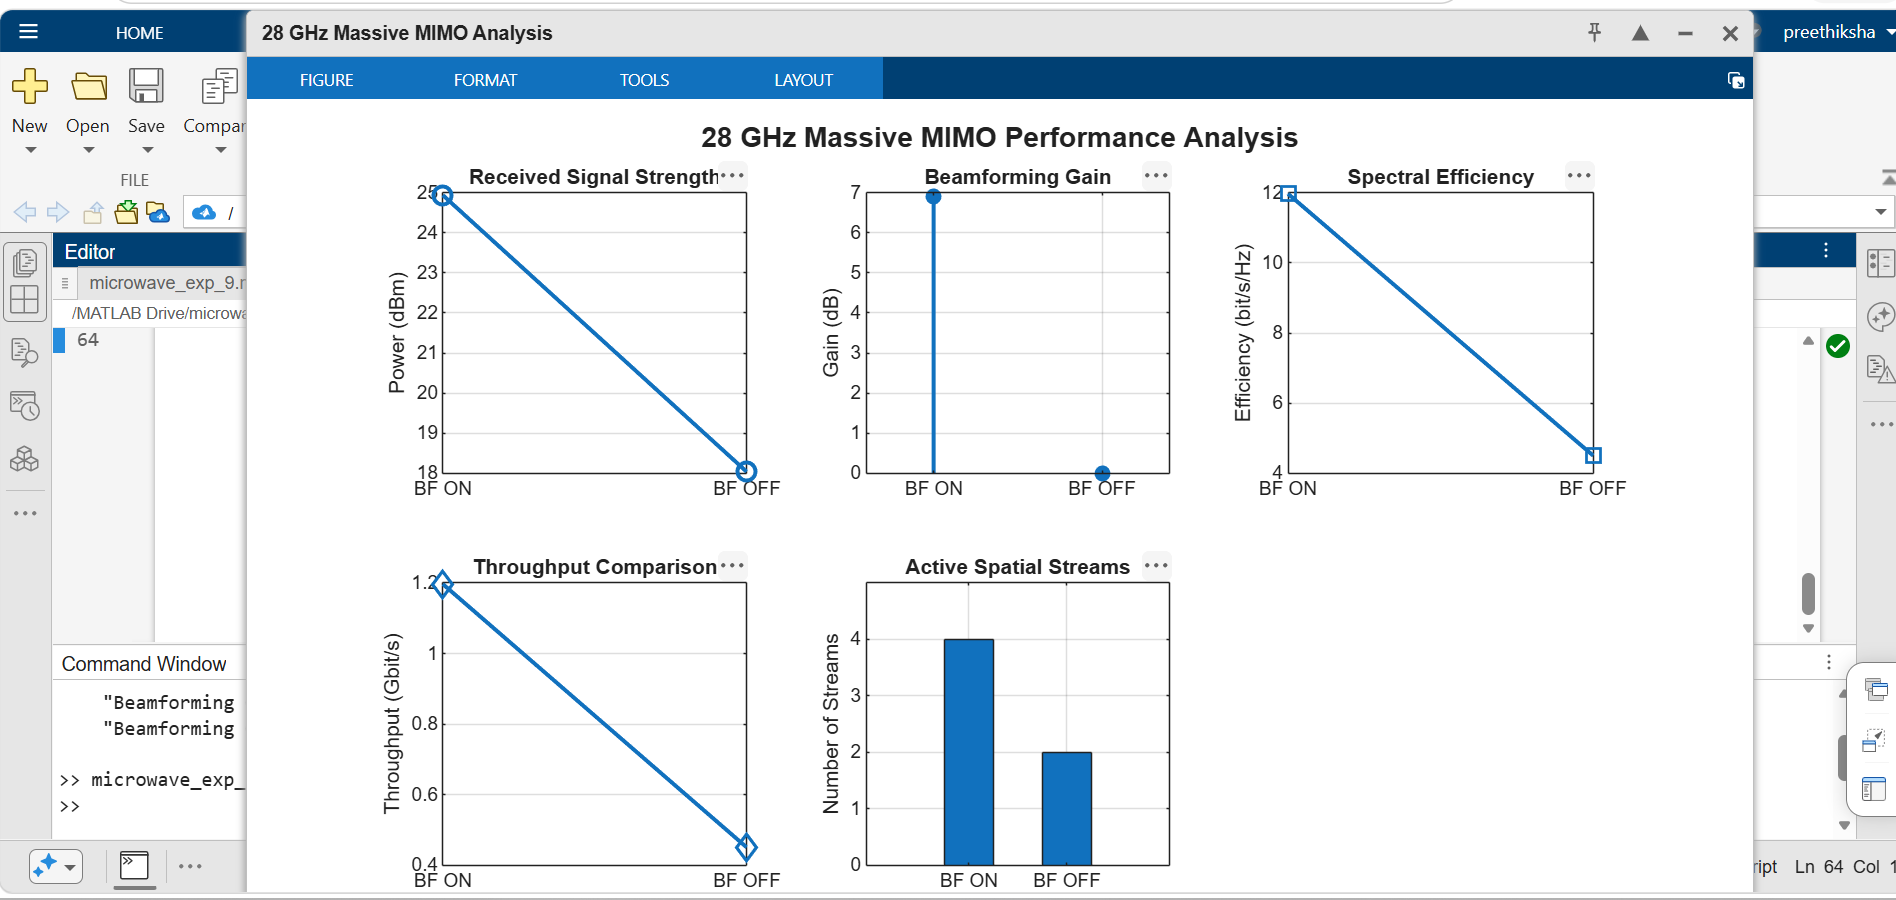 HOME
28 GHz Massive MIMO Analysis
preethiksha
FIGURE
FORMAT
TOOLS
LAYOUT
New
Open
Save
Compar
FILE
/
Editor
microwave_exp_9.r
/MATLAB Drive/microwa
64
28 GHz Massive MIMO Performance Analysis
Received Signal Strength
Power (dBm)
25
24
23
22
21
20
19
18
BF ON
BF OFF
Beamforming Gain
Gain (dB)
7
6
5
4
3
2
1
0
BF ON
BF OFF
Spectral Efficiency
Efficiency (bit/s/Hz)
12
10
8
6
4
BF ON
BF OFF
Throughput Comparison
Throughput (Gbit/s)
1.2
1
0.8
0.6
0.4
BF ON
BF OFF
Active Spatial Streams
Number of Streams
4
3
2
1
0
BF ON
BF OFF
Command Window
"Beamforming
"Beamforming
>> microwave_exp_
>>
ript Ln 64 Col 1